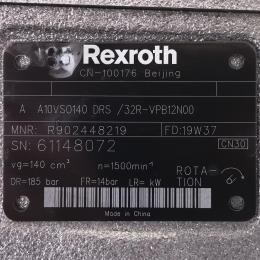 Rexroth
CN-100176 Beijing
A A10VSO140 DRS /32R-VPB12N00
MNR: R902448219 FD:19W37
SN: 61148072 CN30
vg=140 cm³ n=1500min⁻¹ ROTA-
DR=185 bar FR=14bar LR= kW TION
Made in China